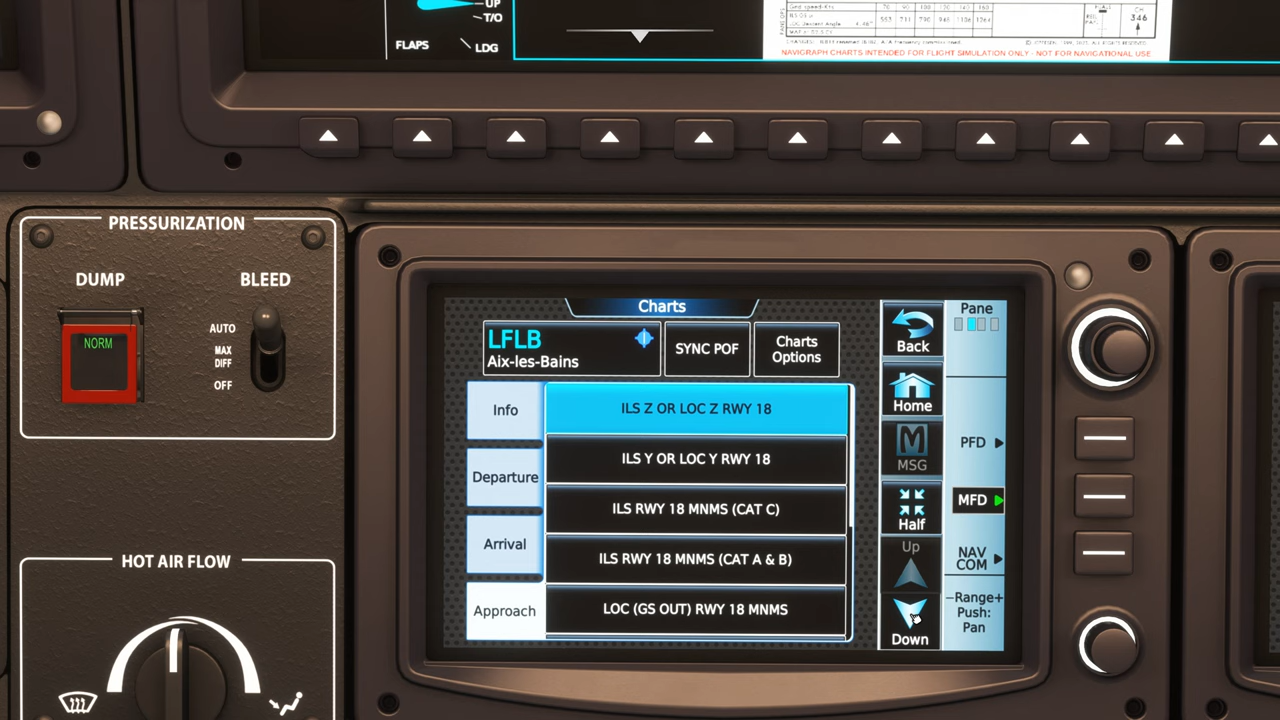 UP
T/O
FLAPS
LDG
346
NAVIGRAPH CHARTS INTENDED FOR FLIGHT SIMULATION ONLY - NOT FOR NAVIGATIONAL USE
PRESSURIZATION
DUMP
BLEED
NORM
AUTO
MAX
DIFF
OFF
HOT AIR FLOW
Charts
LFLB
Aix-les-Bains
SYNC POF
Charts
Options
Info
Departure
Arrival
Approach
ILS Z OR LOC Z RWY 18
ILS Y OR LOC Y RWY 18
ILS RWY 18 MNMS (CAT C)
ILS RWY 18 MNMS (CAT A & B)
LOC (GS OUT) RWY 18 MNMS
Back
Home
MSG
Half
Up
Down
Pane
PFD
MFD
NAV
COM
−Range+
Push:
Pan